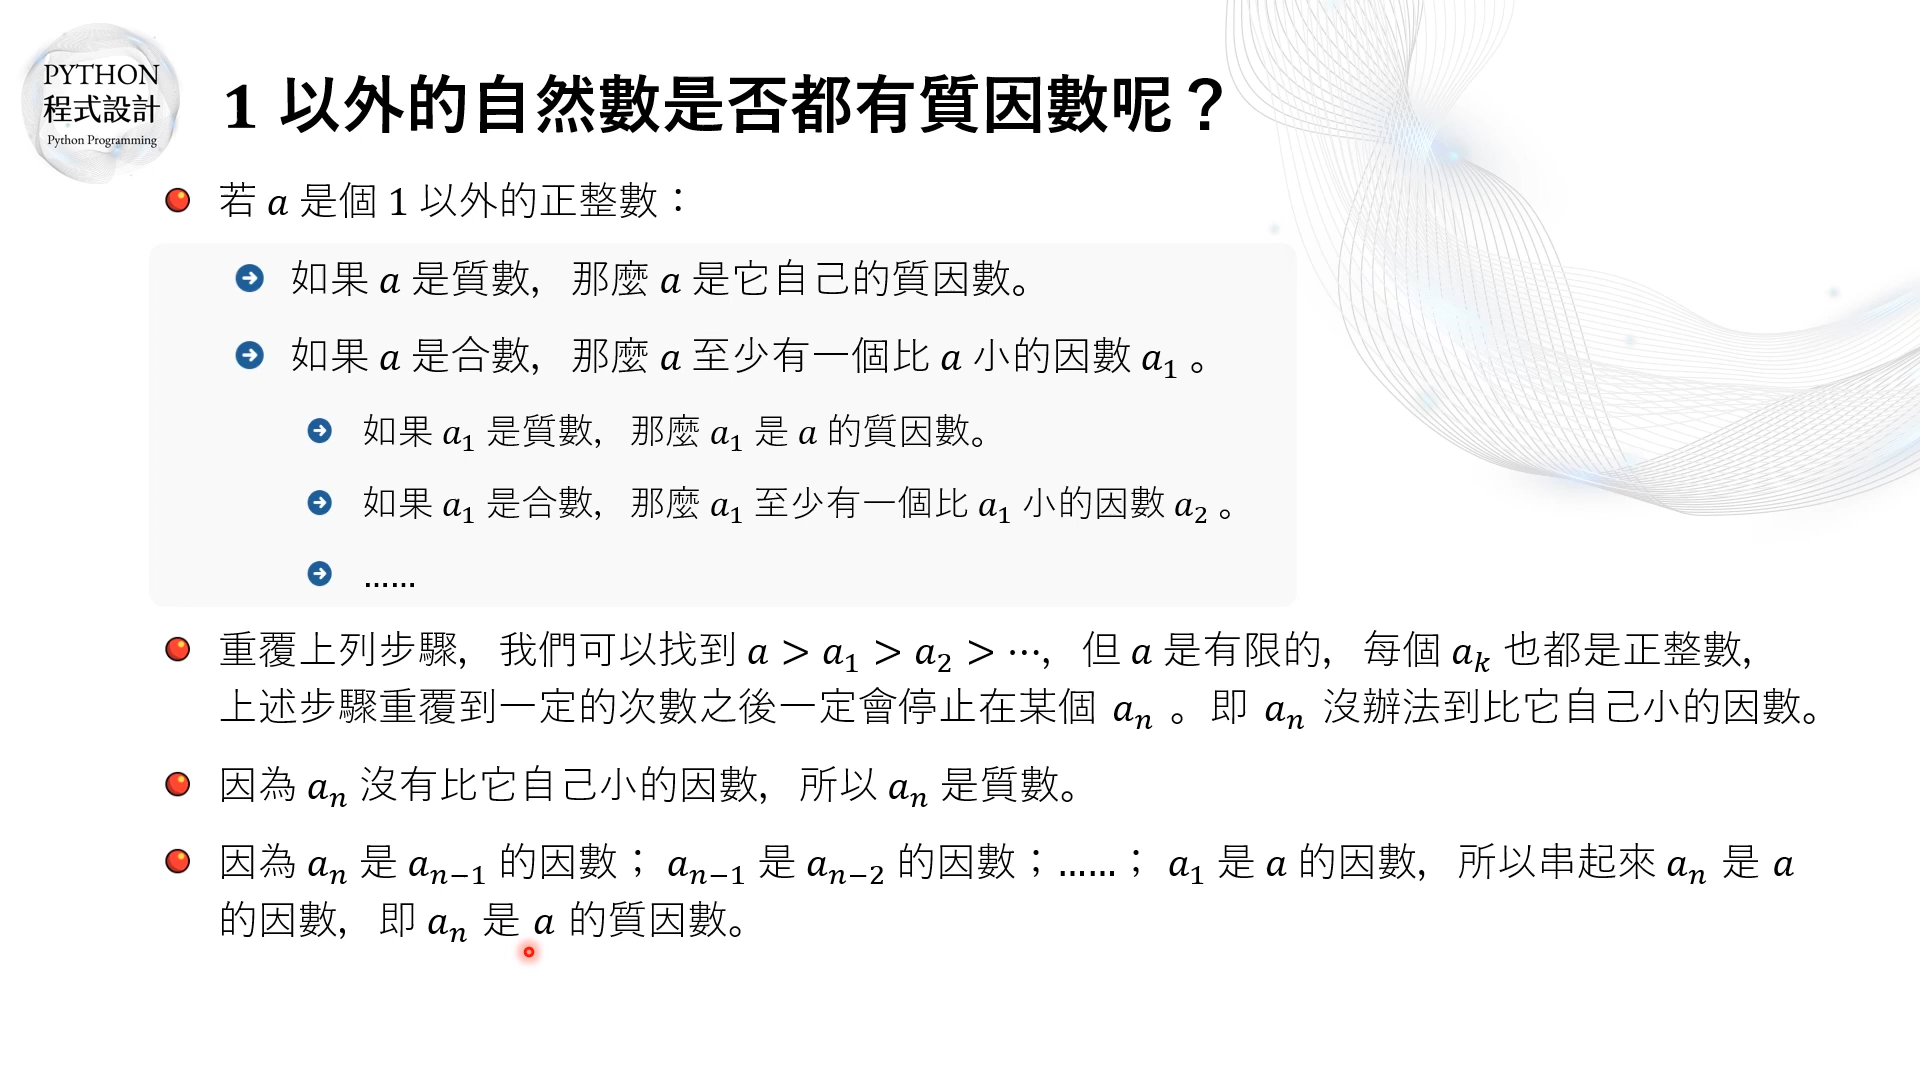 PYTHON
程式設計
Python Programming
1 以外的自然數是否都有質因數呢？
若 a 是個 1 以外的正整數：
如果 a 是質數，那麼 a 是它自己的質因數。
如果 a 是合數，那麼 a 至少有一個比 a 小的因數 a₁ 。
如果 a₁ 是質數，那麼 a₁ 是 a 的質因數。
如果 a₁ 是合數，那麼 a₁ 至少有一個比 a₁ 小的因數 a₂ 。
……
重覆上列步驟，我們可以找到 a > a₁ > a₂ > ⋯，但 a 是有限的，每個 aₖ 也都是正整數，
上述步驟重覆到一定的次數之後一定會停止在某個 aₙ 。即 aₙ 沒辦法到比它自己小的因數。
因為 aₙ 沒有比它自己小的因數，所以 aₙ 是質數。
因為 aₙ 是 aₙ₋₁ 的因數；aₙ₋₁ 是 aₙ₋₂ 的因數；……；a₁ 是 a 的因數，所以串起來 aₙ 是 a
的因數，即 aₙ 是 a 的質因數。